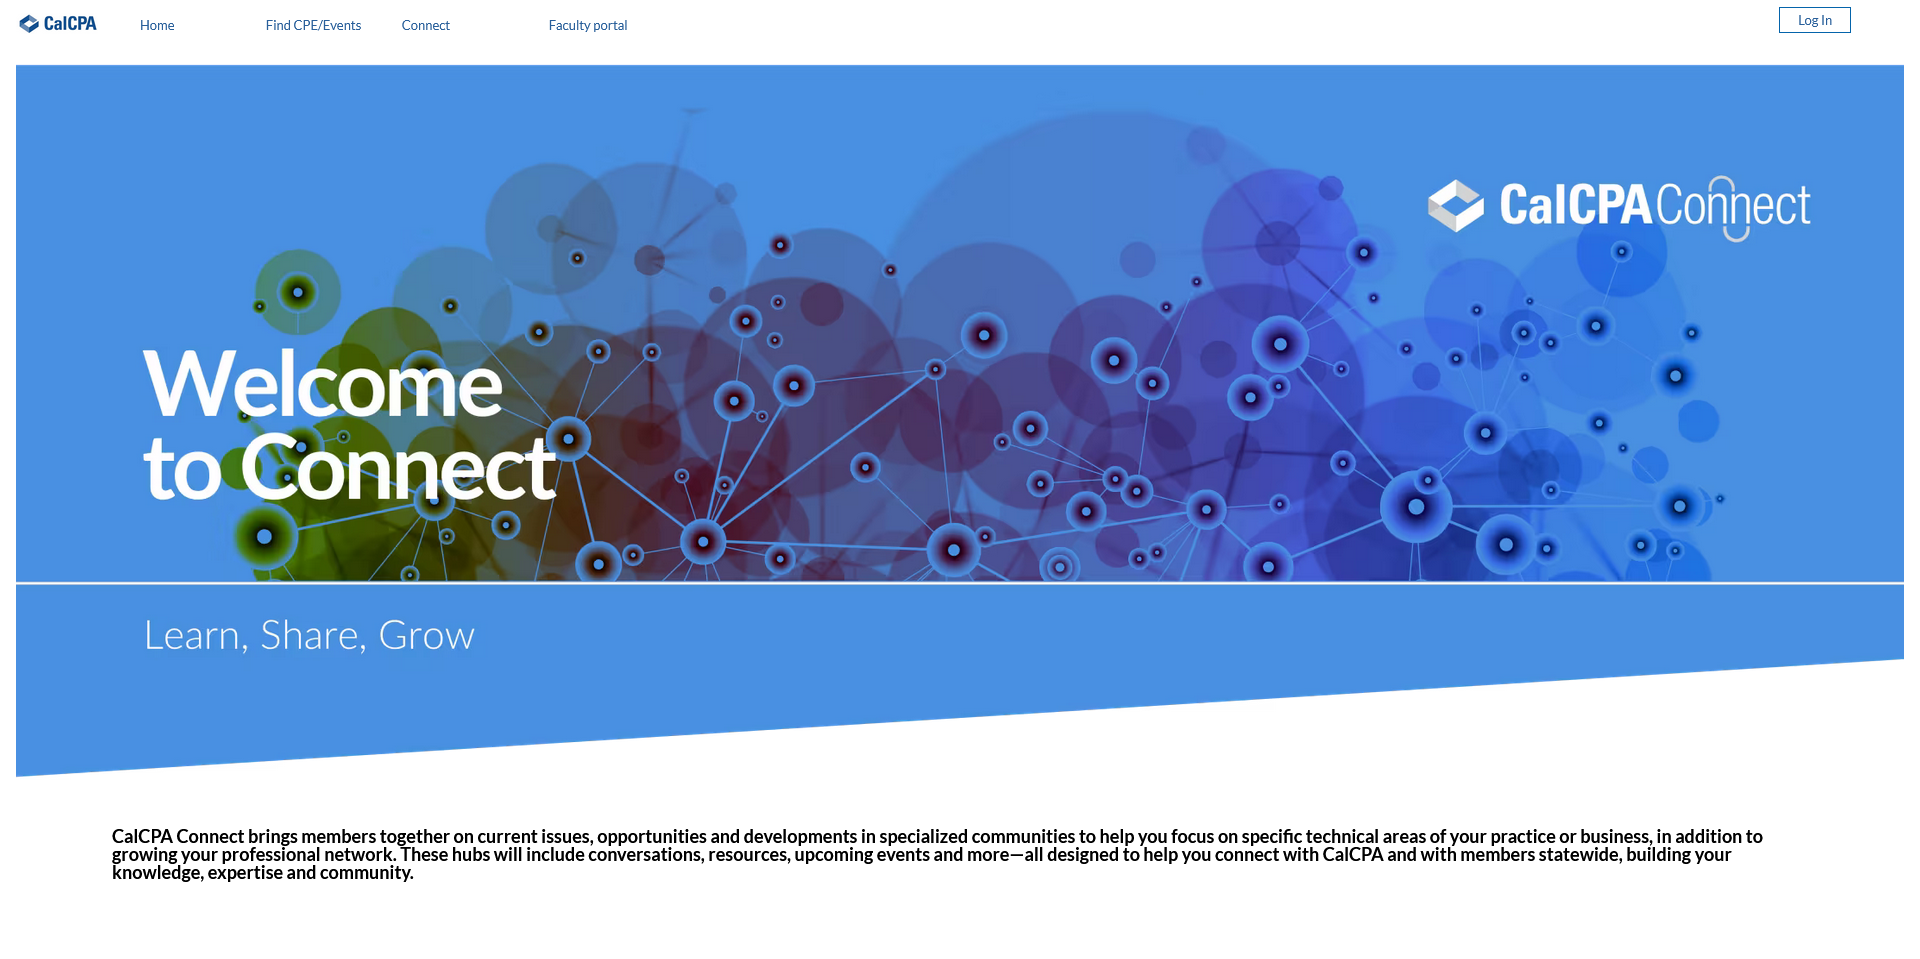 CalCPA Home Find CPE/Events Connect Faculty portal Log In
CalCPA Connect
Welcome
to Connect
Learn, Share, Grow
CalCPA Connect brings members together on current issues, opportunities and developments in specialized communities to help you focus on specific technical areas of your practice or business, in addition to
growing your professional network. These hubs will include conversations, resources, upcoming events and more—all designed to help you connect with CalCPA and with members statewide, building your
knowledge, expertise and community.